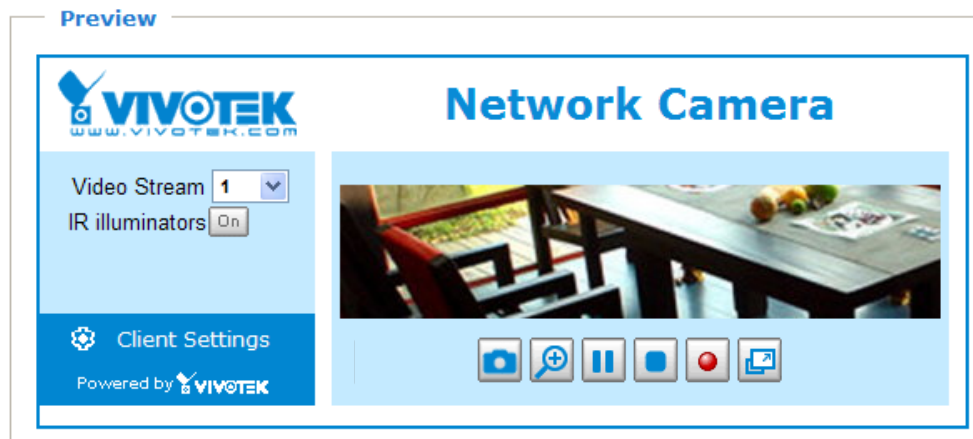 Preview
VIVOTEK
www.vivotek.com
Network Camera
Video Stream 1
IR illuminators On
Client Settings
Powered by VIVOTEK